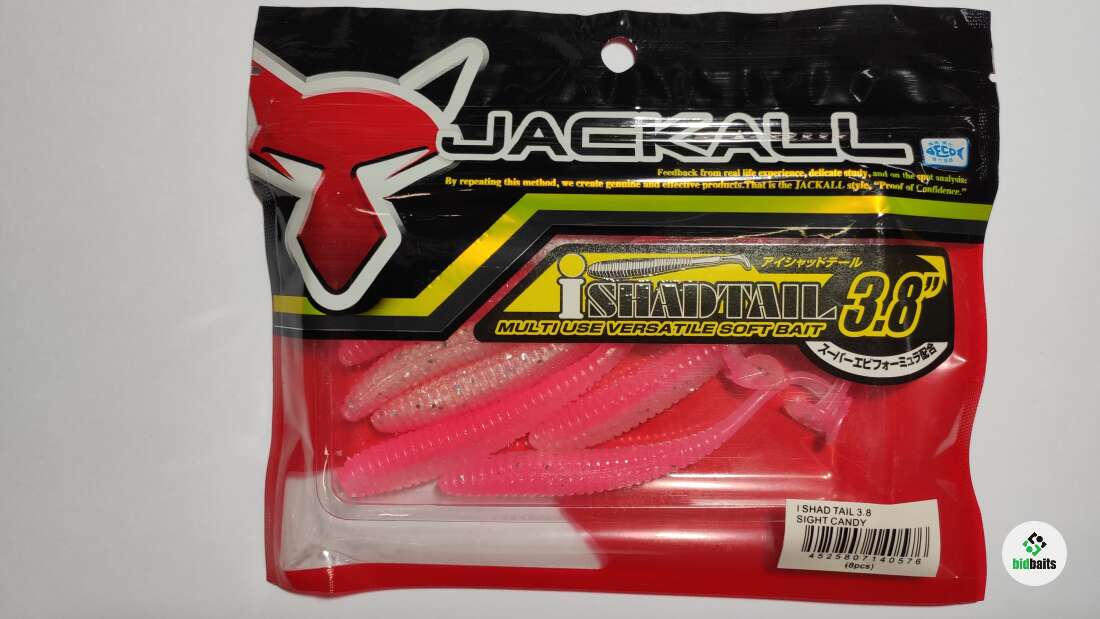 JACKALL
ECO
Feedback from real life experience, delicate study, and on the spot analysis;
By repeating this method, we create genuine and effective products.That is the JACKALL style, "Proof of Confidence."
アイシャッドテール
i SHADTAIL 3.8"
MULTI USE VERSATILE SOFT BAIT
スーパーエビフォーミュラ配合
I SHAD TAIL 3.8
SIGHT CANDY
4525807140576
(8pcs)
bidbaits